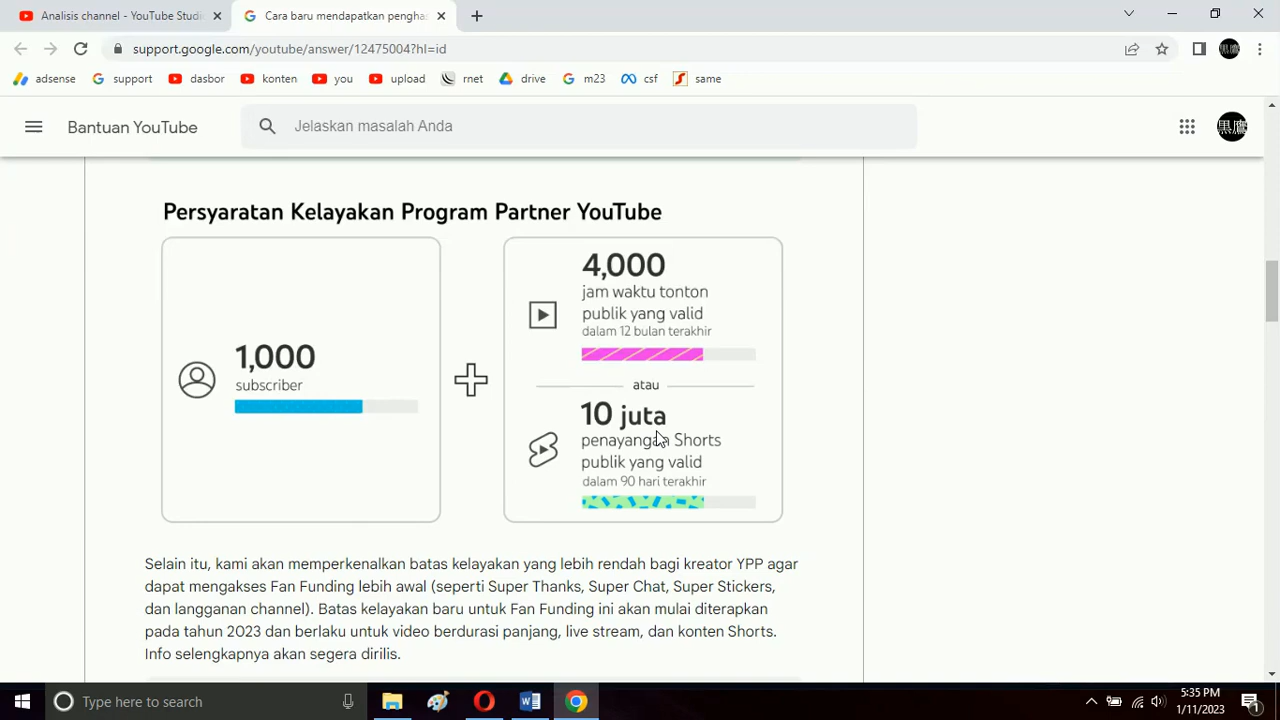 Analisis channel - YouTube Studi
Cara baru mendapatkan pengha
support.google.com/youtube/answer/12475004?hl=id
adsense
support
dasbor
konten
you
upload
rnet
drive
m23
csf
same
Bantuan YouTube
Jelaskan masalah Anda
黒鷹
Persyaratan Kelayakan Program Partner YouTube
1,000
subscriber
4,000
jam waktu tonton
publik yang valid
dalam 12 bulan terakhir
atau
10 juta
penayangan Shorts
publik yang valid
dalam 90 hari terakhir
Selain itu, kami akan memperkenalkan batas kelayakan yang lebih rendah bagi kreator YPP agar
dapat mengakses Fan Funding lebih awal (seperti Super Thanks, Super Chat, Super Stickers,
dan langganan channel). Batas kelayakan baru untuk Fan Funding ini akan mulai diterapkan
pada tahun 2023 dan berlaku untuk video berdurasi panjang, live stream, dan konten Shorts.
Info selengkapnya akan segera dirilis.
Type here to search
5:35 PM
1/11/2023